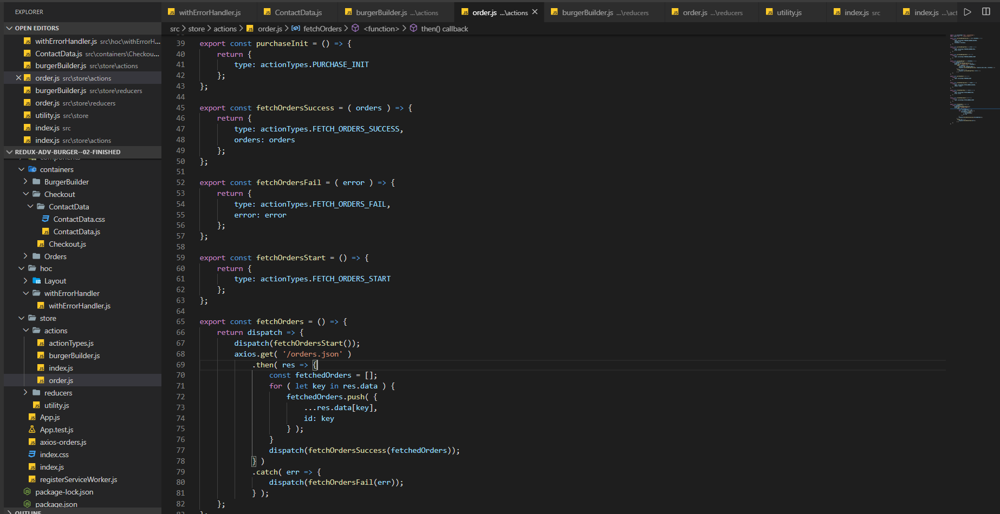 EXPLORER
OPEN EDITORS
withErrorHandler.js src\hoc\withErrorH...
ContactData.js src\containers\Checkou...
burgerBuilder.js src\store\actions
order.js src\store\actions
burgerBuilder.js src\store\reducers
order.js src\store\reducers
utility.js src\store
index.js src
index.js src\store\actions
REDUX-ADV-BURGER--02-FINISHED
components
containers
BurgerBuilder
Checkout
ContactData
ContactData.css
ContactData.js
Checkout.js
Orders
hoc
Layout
withErrorHandler
withErrorHandler.js
store
actions
actionTypes.js
burgerBuilder.js
index.js
order.js
reducers
utility.js
App.js
App.test.js
axios-orders.js
index.css
index.js
registerServiceWorker.js
package-lock.json
package.json
OUTLINE
withErrorHandler.js ContactData.js burgerBuilder.js ...\actions order.js ...\actions burgerBuilder.js ...\reducers order.js ...\reducers utility.js index.js src index.js ...\act
src > store > actions > order.js > fetchOrders > <function> > then() callback
39 export const purchaseInit = () => {
40     return {
41         type: actionTypes.PURCHASE_INIT
42     };
43 };
44
45 export const fetchOrdersSuccess = ( orders ) => {
46     return {
47         type: actionTypes.FETCH_ORDERS_SUCCESS,
48         orders: orders
49     };
50 };
51
52 export const fetchOrdersFail = ( error ) => {
53     return {
54         type: actionTypes.FETCH_ORDERS_FAIL,
55         error: error
56     };
57 };
58
59 export const fetchOrdersStart = () => {
60     return {
61         type: actionTypes.FETCH_ORDERS_START
62     };
63 };
64
65 export const fetchOrders = () => {
66     return dispatch => {
67         dispatch(fetchOrdersStart());
68         axios.get( '/orders.json' )
69             .then( res => {
70                 const fetchedOrders = [];
71                 for ( let key in res.data ) {
72                     fetchedOrders.push( {
73                         ...res.data[key],
74                         id: key
75                     } );
76                 }
77                 dispatch(fetchOrdersSuccess(fetchedOrders));
78             } )
79             .catch( err => {
80                 dispatch(fetchOrdersFail(err));
81             } );
82     };
83 };